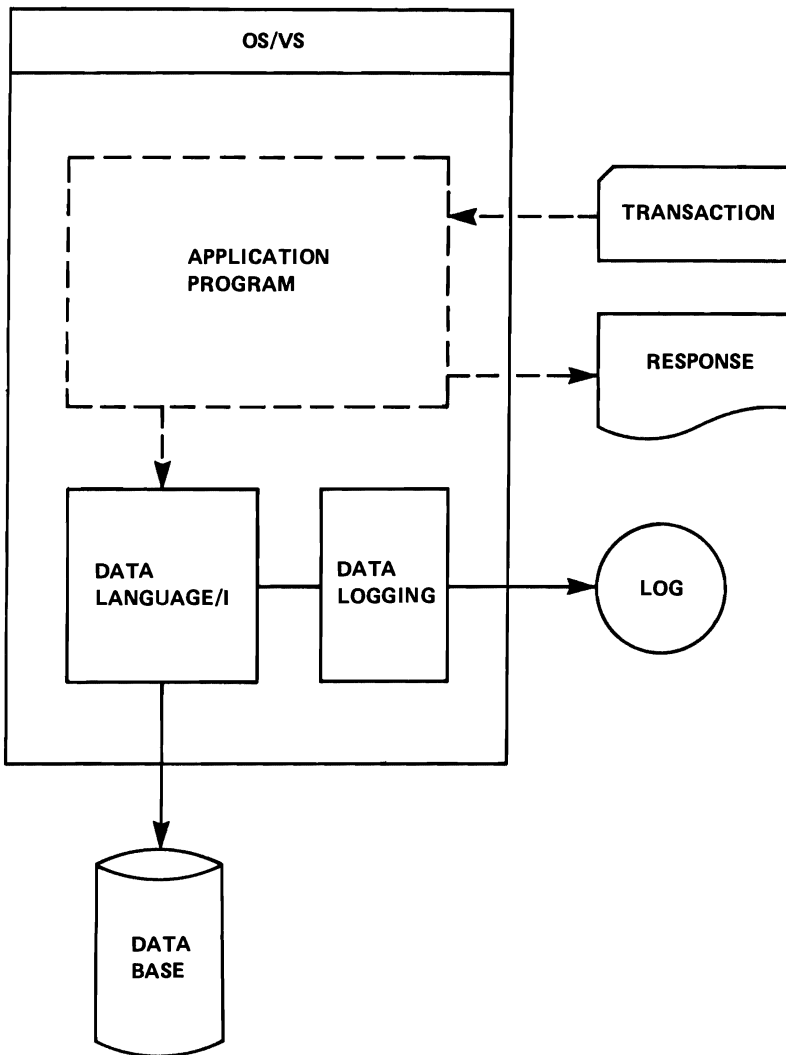 OS/VS
TRANSACTION
APPLICATION
PROGRAM
RESPONSE
DATA
LANGUAGE/I
DATA
LOGGING
LOG
DATA
BASE